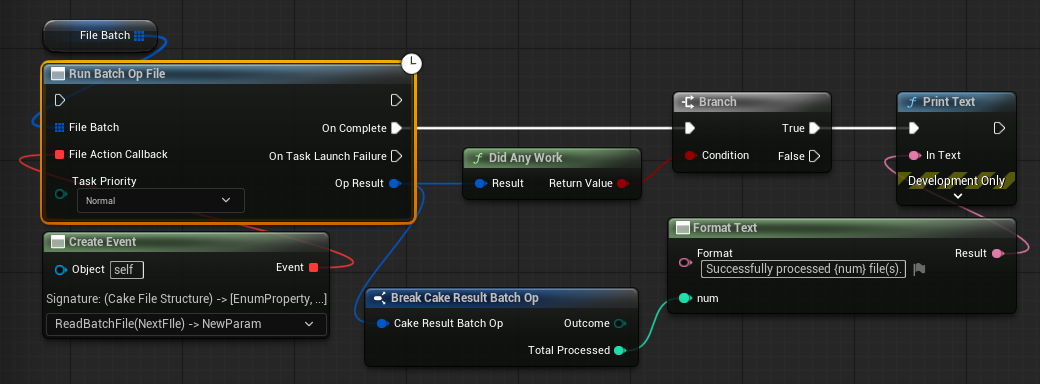 File Batch
Run Batch Op File
File Batch
On Complete
File Action Callback
On Task Launch Failure
Task Priority
Normal
Op Result
Create Event
Object
self
Event
Signature: (Cake File Structure) -> [EnumProperty, ...]
ReadBatchFile(NextFIle) -> NewParam
Did Any Work
Result
Return Value
Break Cake Result Batch Op
Cake Result Batch Op
Outcome
Total Processed
Branch
True
Condition
False
Print Text
In Text
Development Only
Format Text
Format
Successfully processed {num} file(s).
Result
num